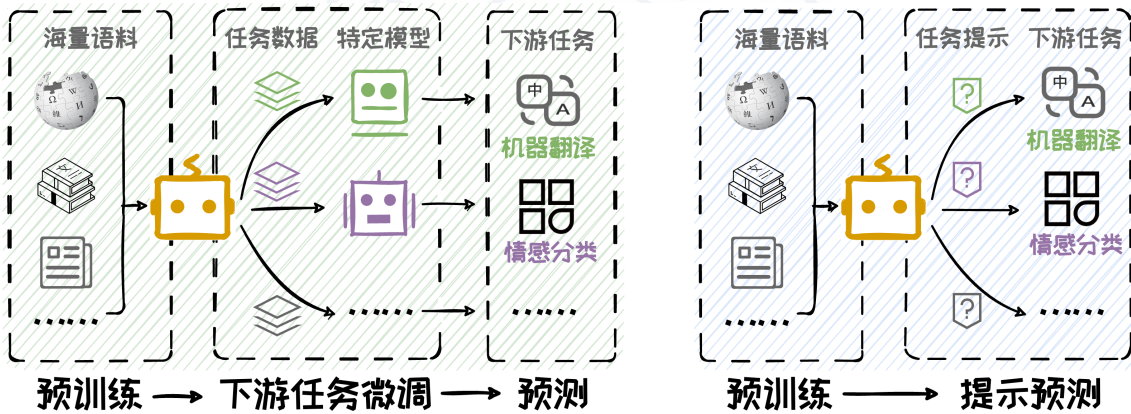 海量语料
任务数据
特定模型
下游任务
中
A
机器翻译
情感分类
......
......
......
预训练
下游任务微调
预测
海量语料
任务提示
下游任务
?
中
A
机器翻译
?
情感分类
?
......
......
预训练
提示预测